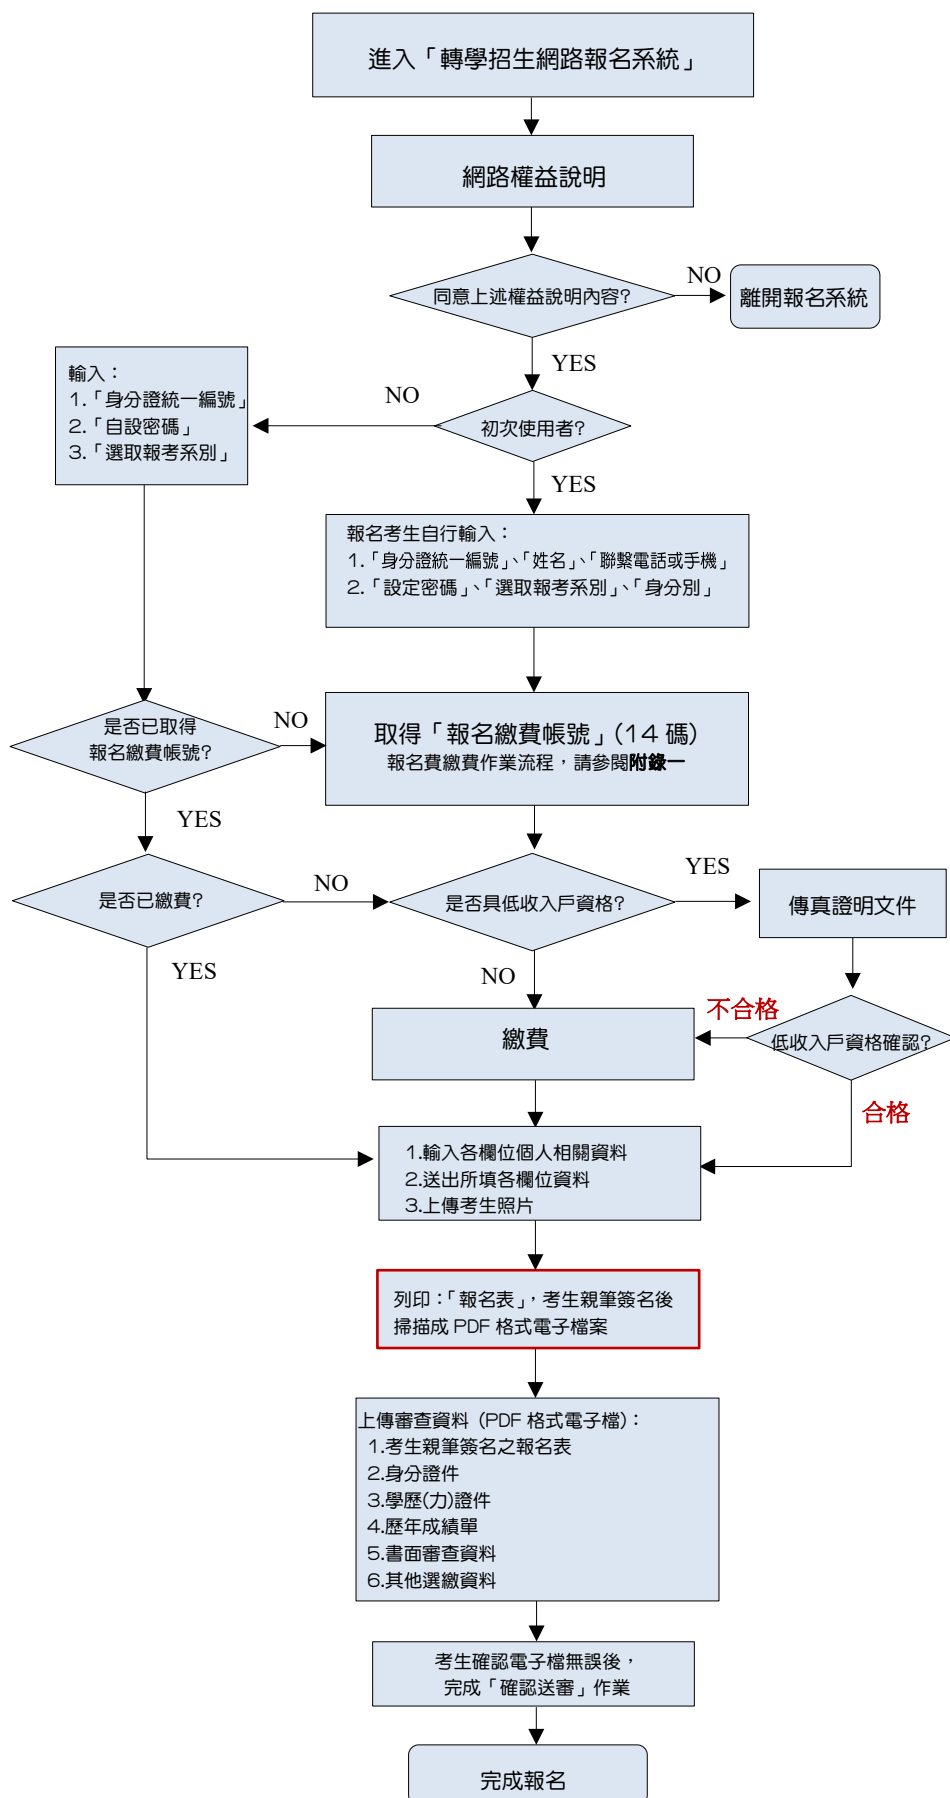 進入「轉學招生網路報名系統」
網路權益說明
同意上述權益說明內容?
NO
離開報名系統
YES
初次使用者?
NO
輸入：
1.「身分證統一編號」
2.「自設密碼」
3.「選取報考系別」
YES
報名考生自行輸入：
1.「身分證統一編號」、「姓名」、「聯繫電話或手機」
2.「設定密碼」、「選取報考系別」、「身分別」
是否已取得
報名繳費帳號?
NO
取得「報名繳費帳號」(14 碼)
報名費繳費作業流程，請參閱附錄一
YES
是否已繳費?
NO
是否具低收入戶資格?
YES
傳真證明文件
YES
NO
繳費
不合格
低收入戶資格確認?
合格
1.輸入各欄位個人相關資料
2.送出所填各欄位資料
3.上傳考生照片
列印：「報名表」，考生親筆簽名後
掃描成 PDF 格式電子檔案
上傳審查資料 (PDF 格式電子檔)：
1.考生親筆簽名之報名表
2.身分證件
3.學歷(力)證件
4.歷年成績單
5.書面審查資料
6.其他選繳資料
考生確認電子檔無誤後，
完成「確認送審」作業
完成報名